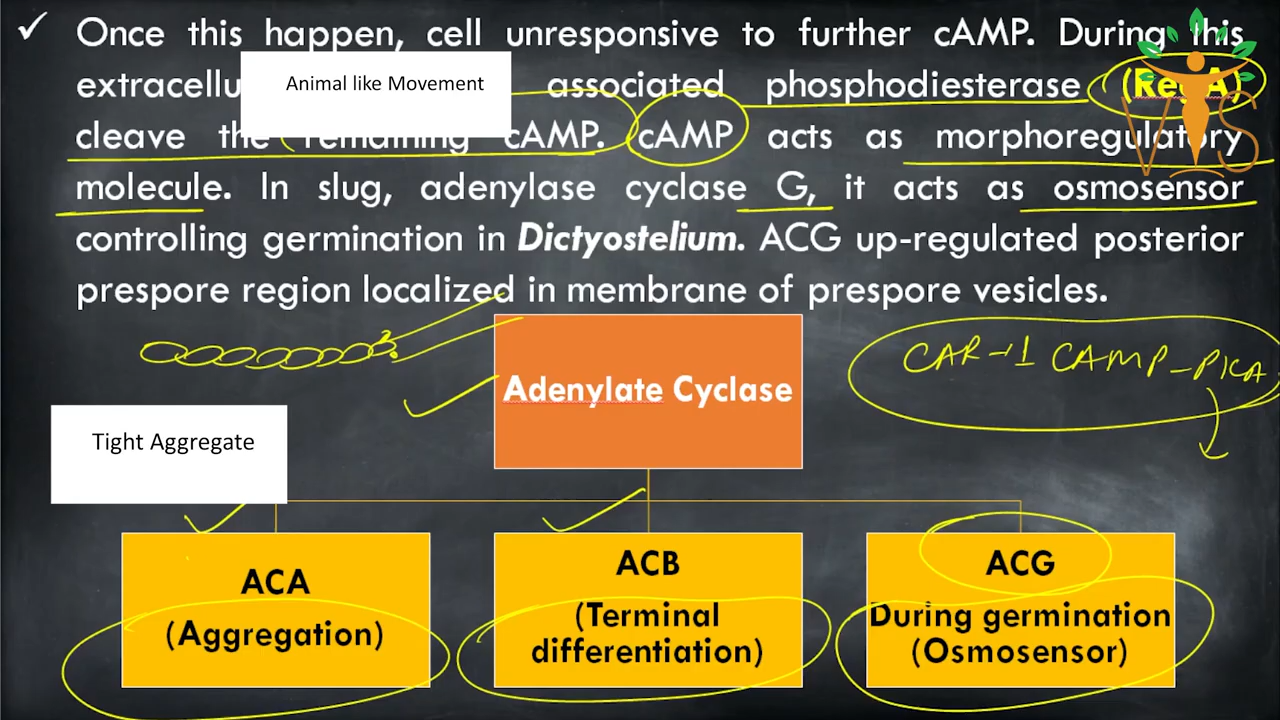 ✓ Once this happen, cell unresponsive to further cAMP. During this
extracellu
Animal like Movement
associated phosphodiesterase (RegA)
cleave the remaining cAMP. cAMP acts as morphoregulatory
molecule. In slug, adenylase cyclase G, it acts as osmosensor
controlling germination in Dictyostelium. ACG up-regulated posterior
prespore region localized in membrane of prespore vesicles.
CAR-1 CAMP-PKA
Adenylate Cyclase
Tight Aggregate
ACA
(Aggregation)
ACB
(Terminal
differentiation)
ACG
During germination
(Osmosensor)